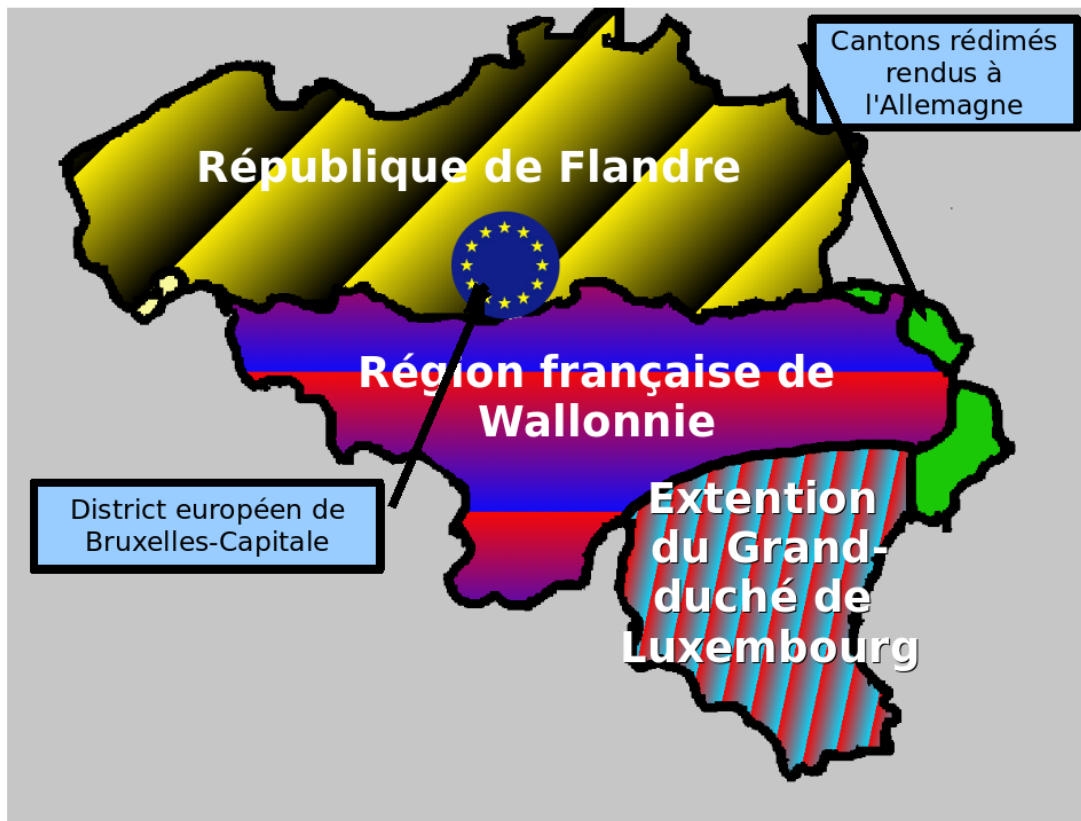 Cantons rédimés
rendus à
l'Allemagne
République de Flandre
Région française de
Wallonnie
District européen de
Bruxelles-Capitale
Extention
du Grand-
duché de
Luxembourg